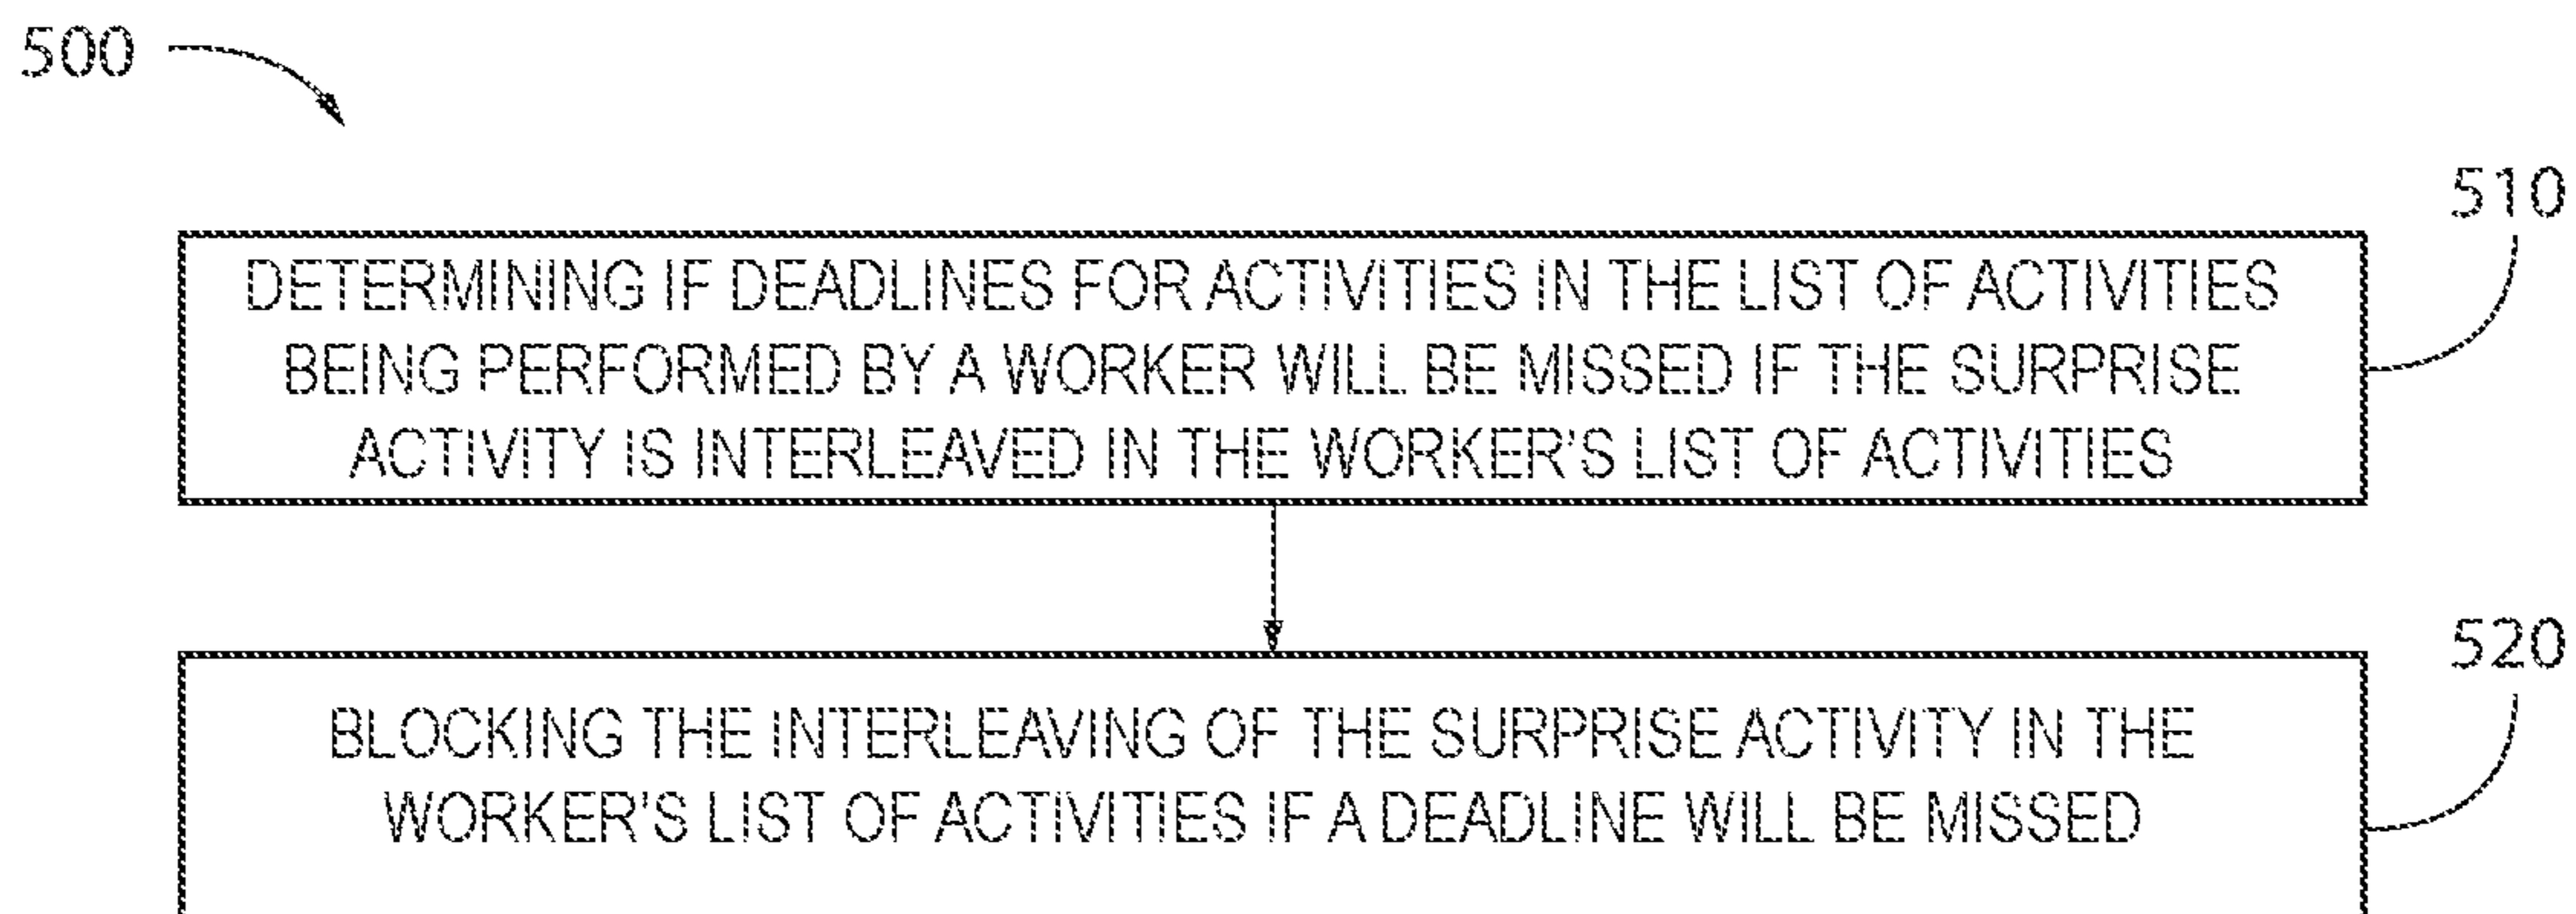 500
510
DETERMINING IF DEADLINES FOR ACTIVITIES IN THE LIST OF ACTIVITIES
BEING PERFORMED BY A WORKER WILL BE MISSED IF THE SURPRISE
ACTIVITY IS INTERLEAVED IN THE WORKER'S LIST OF ACTIVITIES
520
BLOCKING THE INTERLEAVING OF THE SURPRISE ACTIVITY IN THE
WORKER'S LIST OF ACTIVITIES IF A DEADLINE WILL BE MISSED